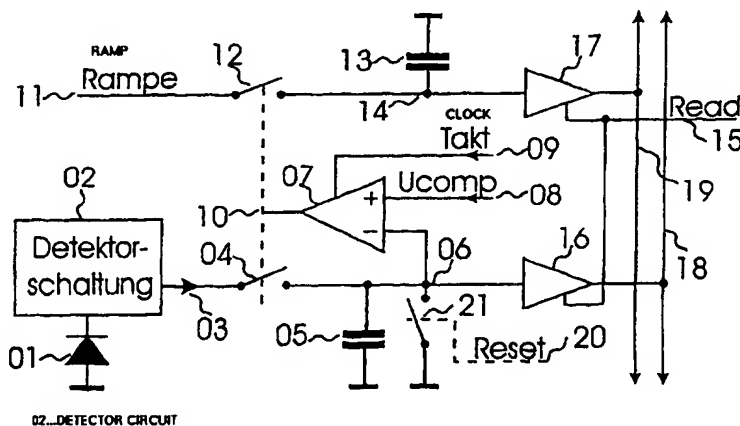 RAMP
11 Rampe
12
13
14
17
Read
15
CLOCK
Takt
09
07
Ucomp
08
10
+
−
19
18
02
Detektor-
schaltung
04
03
06
16
01
05
21
Reset
20
02...DETECTOR CIRCUIT